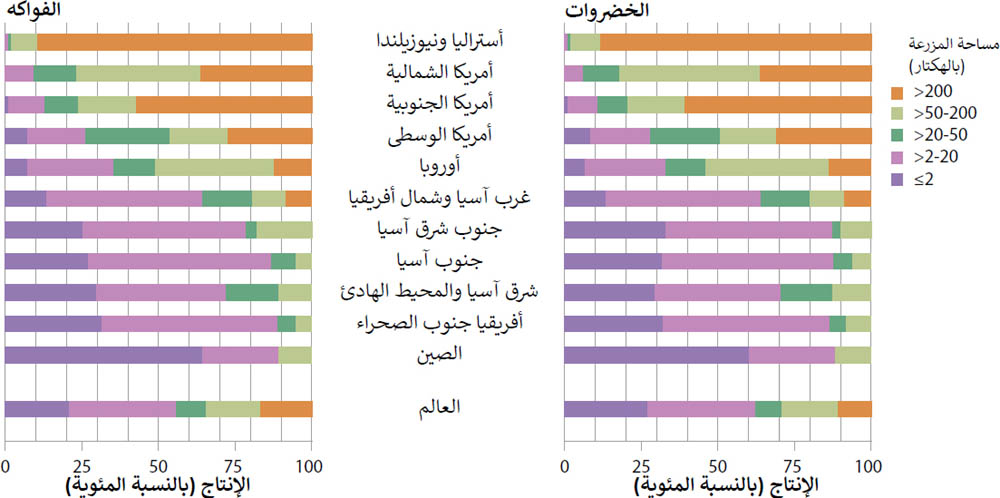 الخضروات
الفواكه
أستراليا ونيوزيلندا
أمريكا الشمالية
أمريكا الجنوبية
أمريكا الوسطى
أوروبا
غرب آسيا وشمال أفريقيا
جنوب شرق آسيا
جنوب آسيا
شرق آسيا والمحيط الهادئ
أفريقيا جنوب الصحراء
الصين
العالم
مساحة المزرعة
(بالهكتار)
>200
>50-200
>20-50
>2-20
≤2
0 50 75 100
الإنتاج (بالنسبة المئوية)
0 50 75 100
الإنتاج (بالنسبة المئوية)